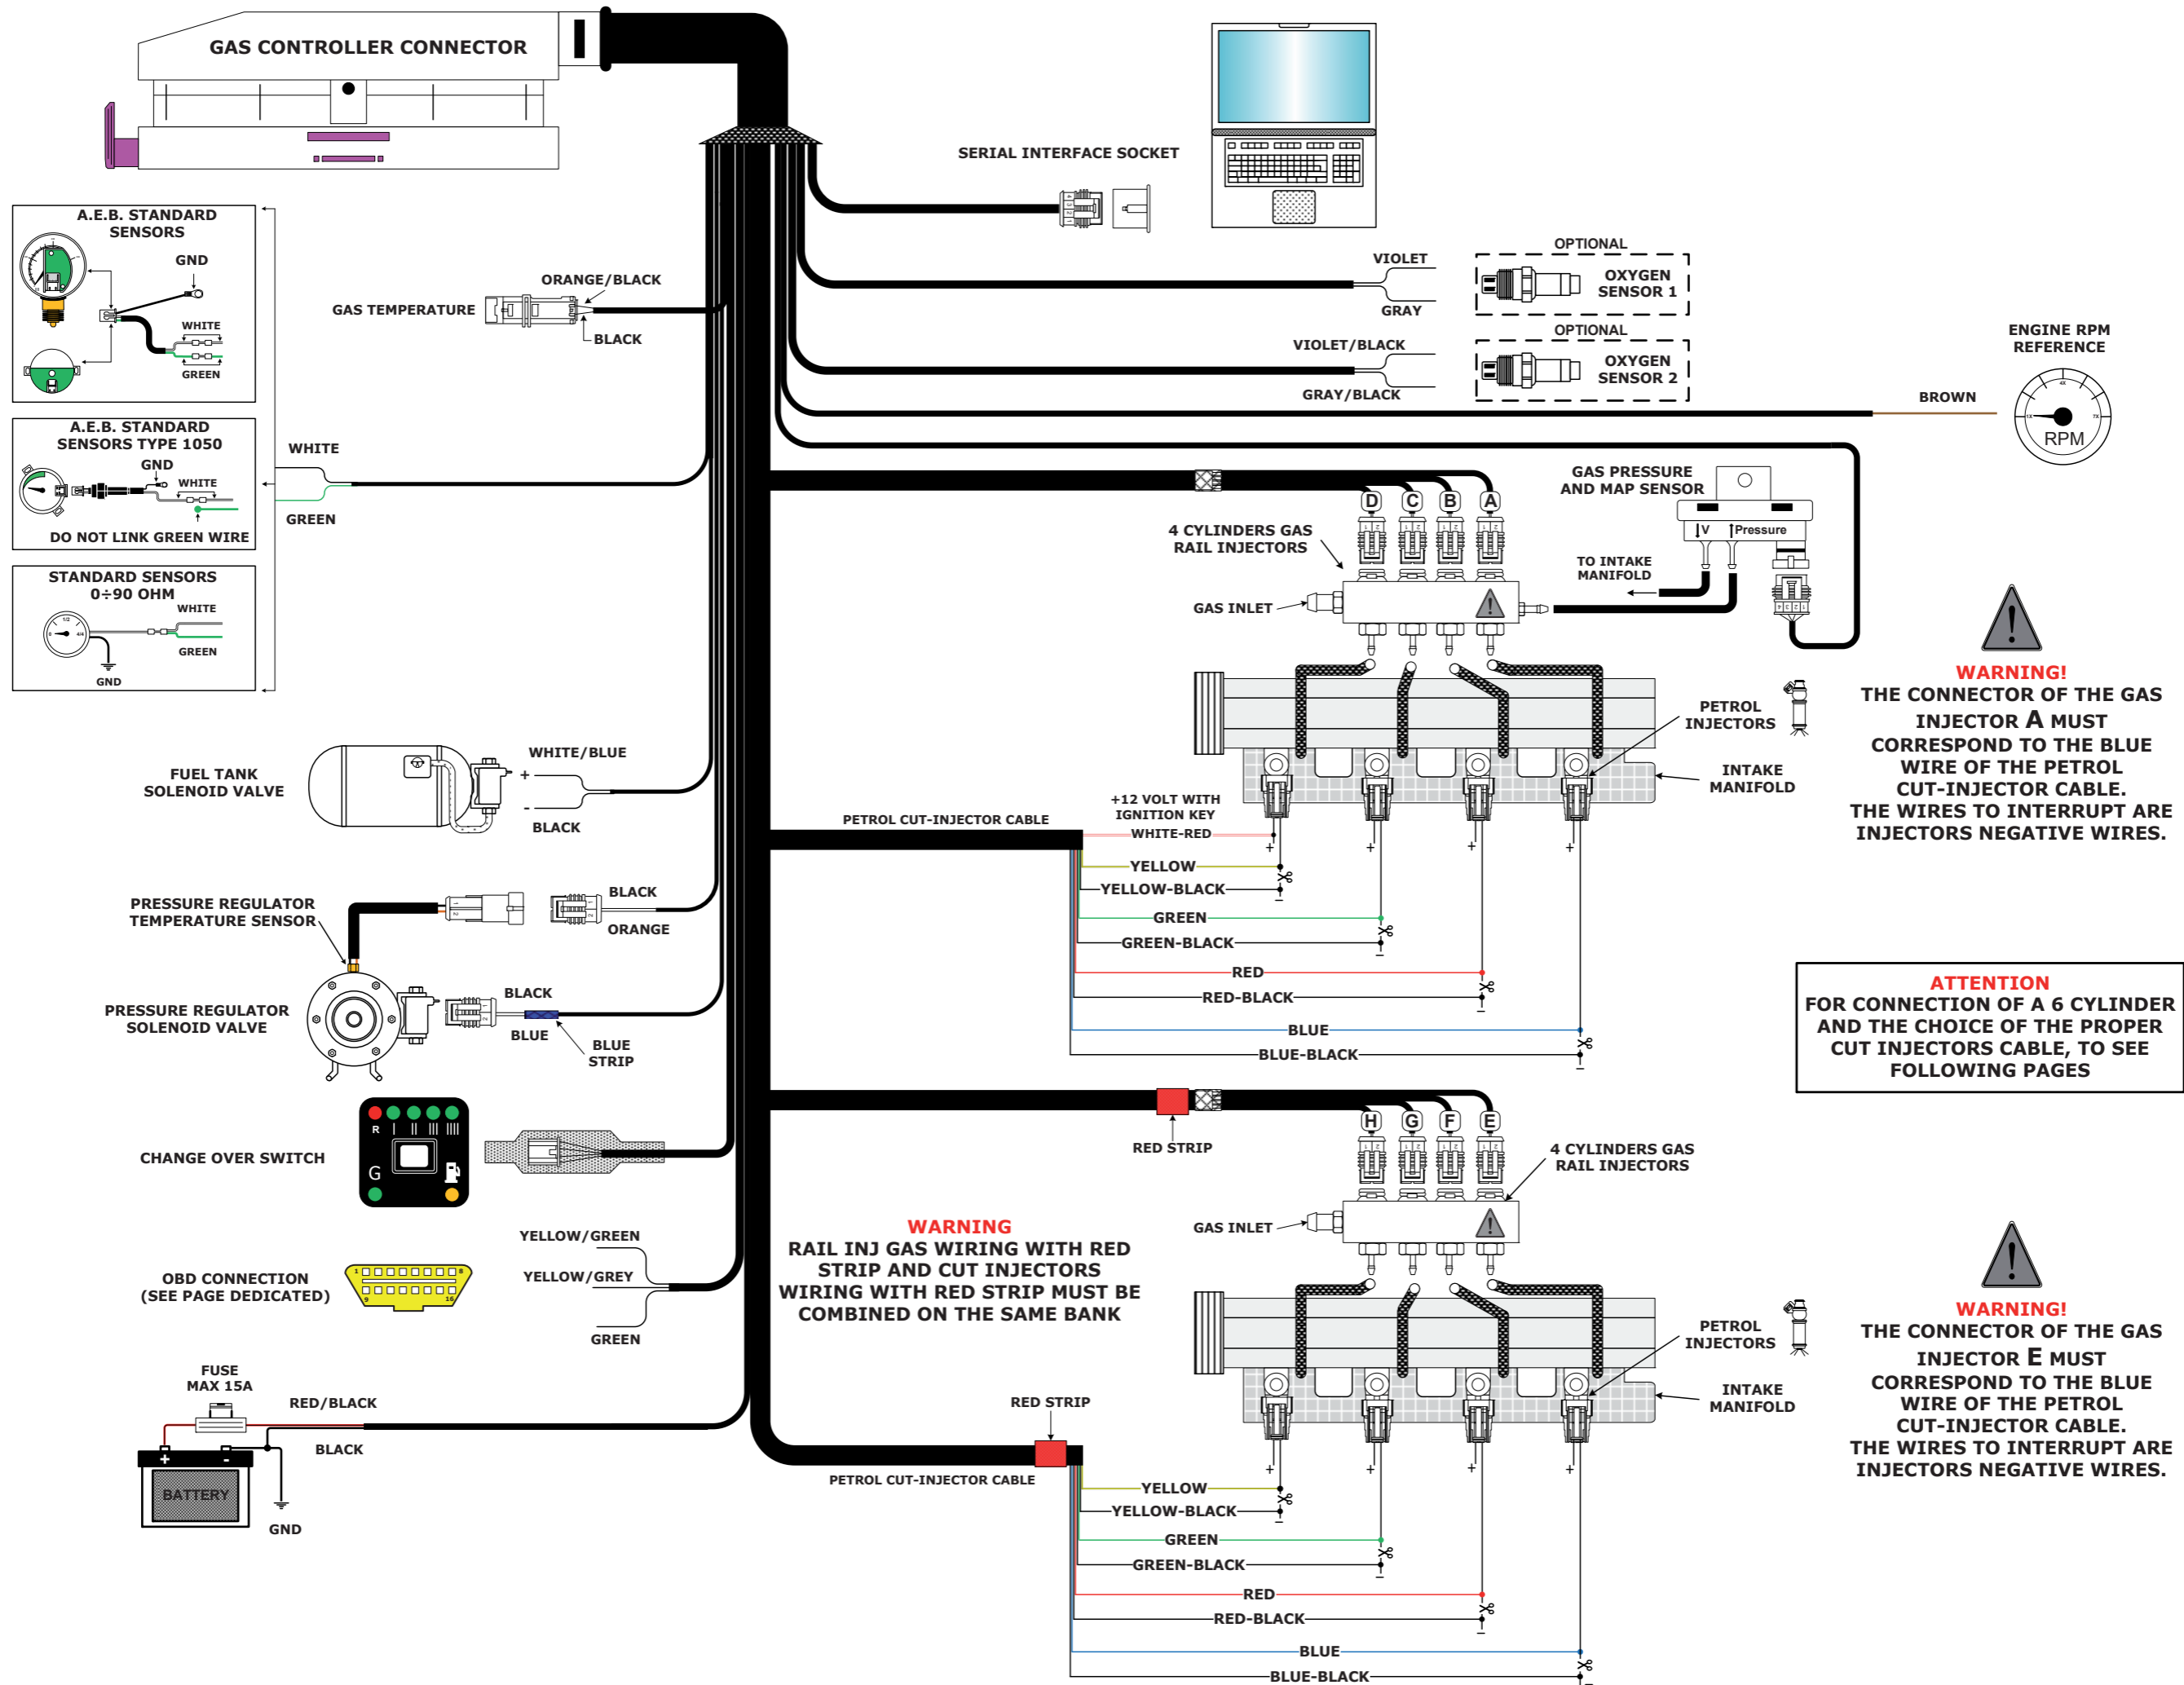 GAS CONTROLLER CONNECTOR
SERIAL INTERFACE SOCKET
A.E.B. STANDARD
SENSORS
GND
WHITE
GREEN
A.E.B. STANDARD
SENSORS TYPE 1050
GND
WHITE
DO NOT LINK GREEN WIRE
STANDARD SENSORS
0÷90 OHM
WHITE
GREEN
GND
0
1/2
4/4
WHITE
GREEN
GAS TEMPERATURE
ORANGE/BLACK
BLACK
VIOLET
GRAY
OPTIONAL
OXYGEN
SENSOR 1
VIOLET/BLACK
GRAY/BLACK
OPTIONAL
OXYGEN
SENSOR 2
ENGINE RPM
REFERENCE
BROWN
1X
4X
7X
RPM
GAS PRESSURE
AND MAP SENSOR
V
Pressure
TO INTAKE
MANIFOLD
D
C
B
A
4 CYLINDERS GAS
RAIL INJECTORS
GAS INLET
PETROL
INJECTORS
INTAKE
MANIFOLD
WARNING!
THE CONNECTOR OF THE GAS
INJECTOR A MUST
CORRESPOND TO THE BLUE
WIRE OF THE PETROL
CUT-INJECTOR CABLE.
THE WIRES TO INTERRUPT ARE
INJECTORS NEGATIVE WIRES.
FUEL TANK
SOLENOID VALVE
WHITE/BLUE
+
-
BLACK
PETROL CUT-INJECTOR CABLE
+12 VOLT WITH
IGNITION KEY
WHITE-RED
+
+
+
+
YELLOW
YELLOW-BLACK
GREEN
GREEN-BLACK
RED
RED-BLACK
BLUE
BLUE-BLACK
PRESSURE REGULATOR
TEMPERATURE SENSOR
BLACK
ORANGE
PRESSURE REGULATOR
SOLENOID VALVE
BLACK
BLUE
BLUE
STRIP
ATTENTION
FOR CONNECTION OF A 6 CYLINDER
AND THE CHOICE OF THE PROPER
CUT INJECTORS CABLE, TO SEE
FOLLOWING PAGES
CHANGE OVER SWITCH
R
G
RED STRIP
H
G
F
E
4 CYLINDERS GAS
RAIL INJECTORS
GAS INLET
WARNING
RAIL INJ GAS WIRING WITH RED
STRIP AND CUT INJECTORS
WIRING WITH RED STRIP MUST BE
COMBINED ON THE SAME BANK
OBD CONNECTION
(SEE PAGE DEDICATED)
1
8
9
16
YELLOW/GREEN
YELLOW/GREY
GREEN
PETROL
INJECTORS
INTAKE
MANIFOLD
WARNING!
THE CONNECTOR OF THE GAS
INJECTOR E MUST
CORRESPOND TO THE BLUE
WIRE OF THE PETROL
CUT-INJECTOR CABLE.
THE WIRES TO INTERRUPT ARE
INJECTORS NEGATIVE WIRES.
FUSE
MAX 15A
RED/BLACK
BLACK
+
-
BATTERY
GND
RED STRIP
PETROL CUT-INJECTOR CABLE
+
+
+
+
YELLOW
YELLOW-BLACK
GREEN
GREEN-BLACK
RED
RED-BLACK
BLUE
BLUE-BLACK